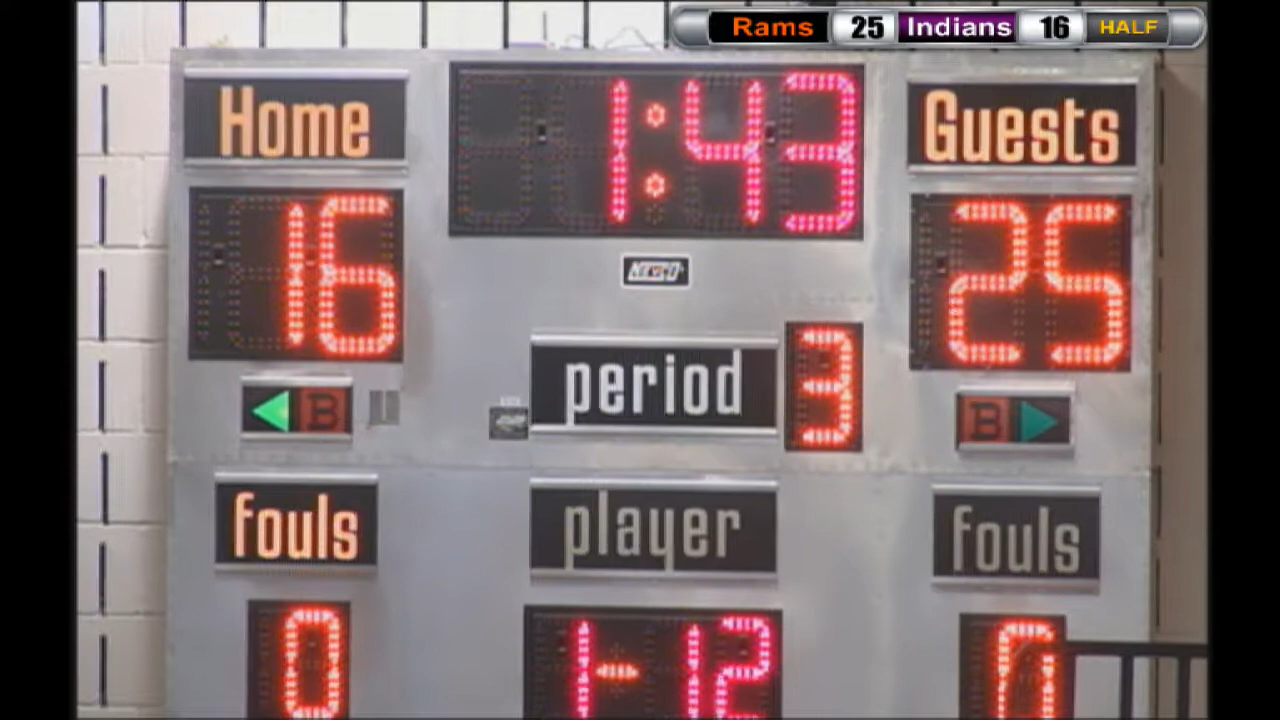 Rams 25 Indians 16 HALF
Home 1:43 Guests
16 25
period 3
B B
fouls player fouls
0 1-12 0